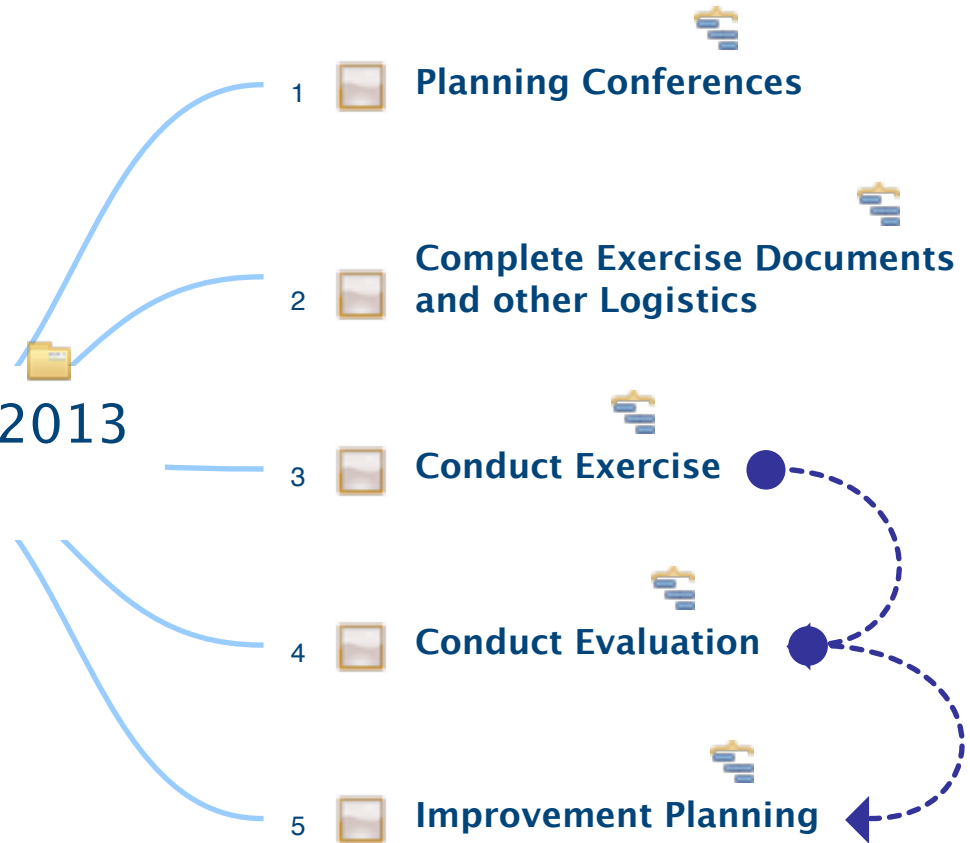 1 Planning Conferences
2 Complete Exercise Documents
and other Logistics
2013
3 Conduct Exercise
4 Conduct Evaluation
5 Improvement Planning